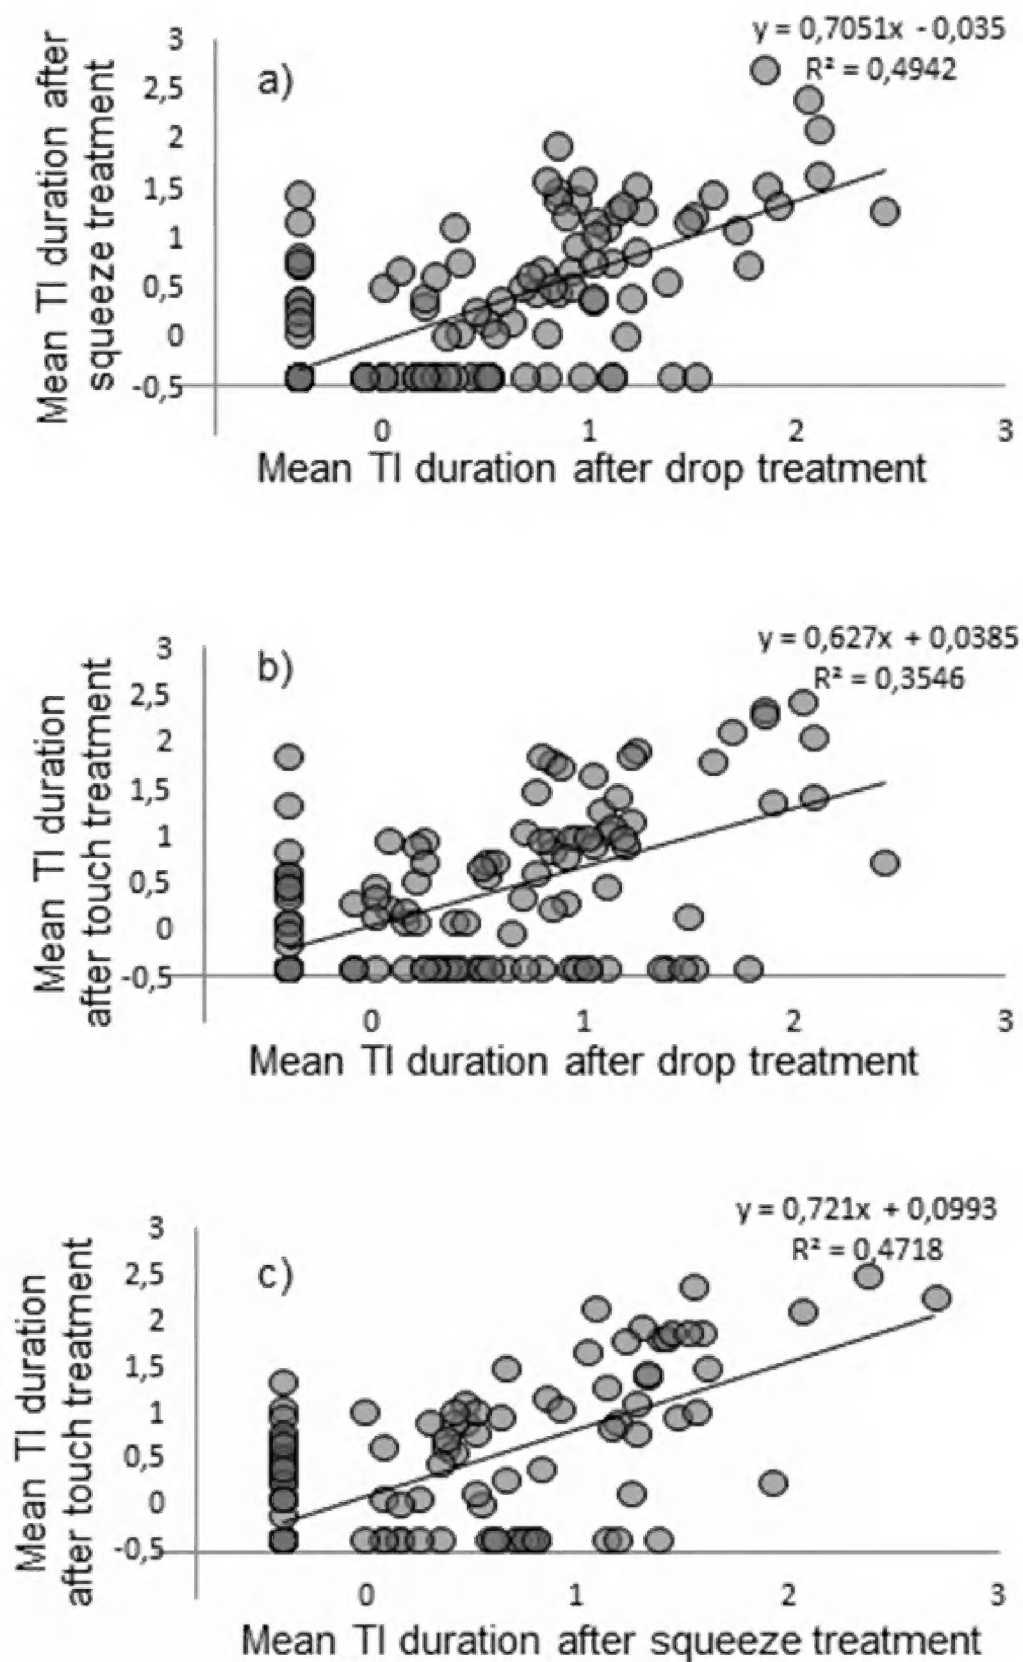 y = 0,7051x - 0,035
R² = 0,4942
a)
3
2,5
2
1,5
1
0,5
0
-0,5
Mean TI duration after
squeeze treatment
0 1 2 3
Mean TI duration after drop treatment
y = 0,627x + 0,0385
R² = 0,3546
b)
3
2,5
2
1,5
1
0,5
0
-0,5
Mean TI duration
after touch treatment
0 1 2 3
Mean TI duration after drop treatment
y = 0,721x + 0,0993
R² = 0,4718
c)
3
2,5
2
1,5
1
0,5
0
-0,5
Mean TI duration
after touch treatment
0 1 2 3
Mean TI duration after squeeze treatment